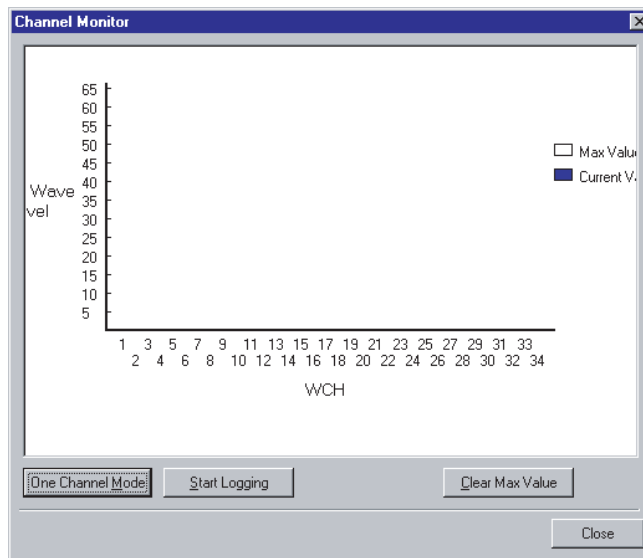 Channel Monitor
65
60
55
50
45
40
35
30
25
20
15
10
5
Wave
vel
Max Valu
Current V
1 3 5 7 9 11 13 15 17 19 21 23 25 27 29 31 33
2 4 6 8 10 12 14 16 18 20 22 24 26 28 30 32 34
WCH
One Channel Mode
Start Logging
Clear Max Value
Close